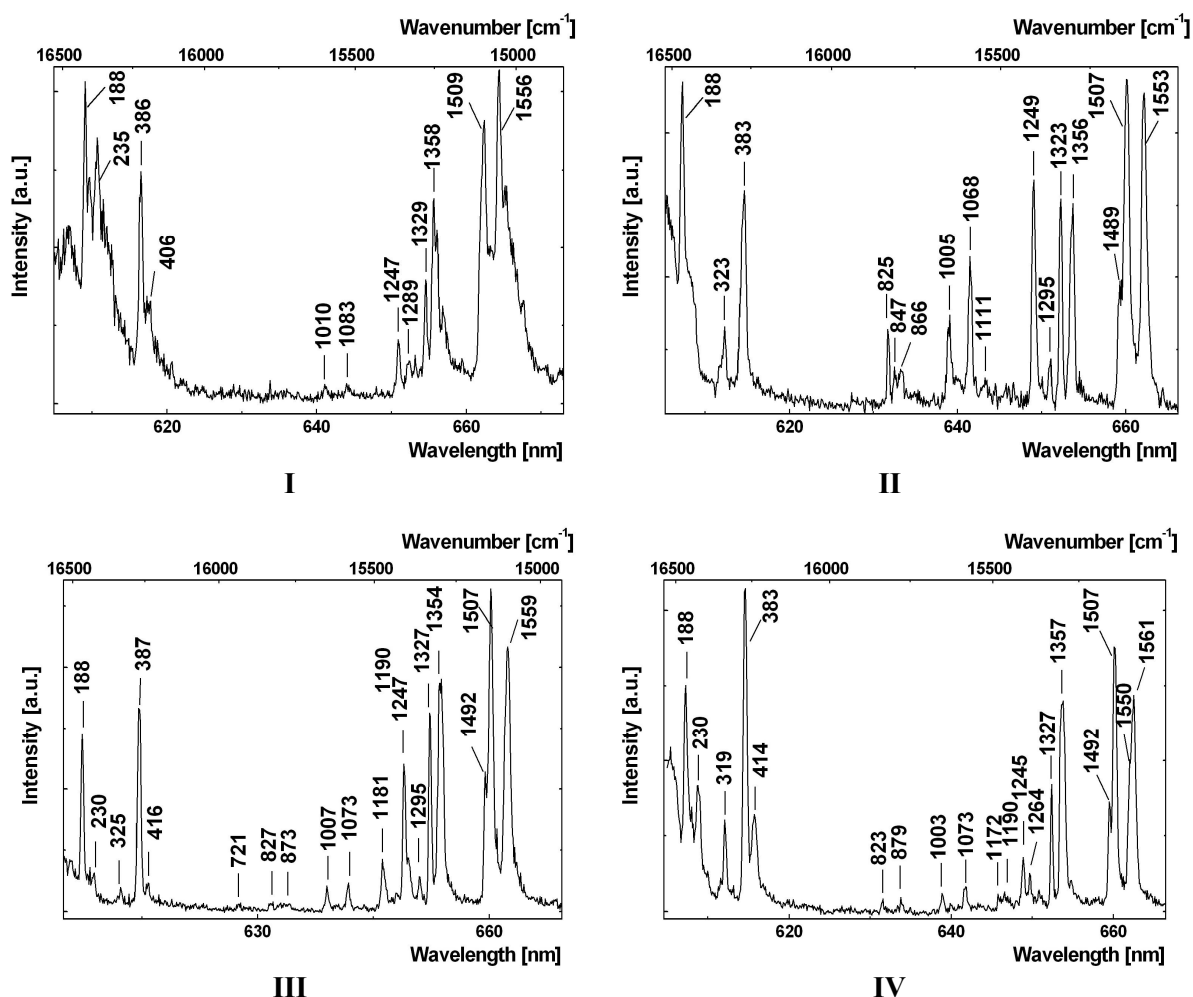 Wavenumber [cm-1]
16500 16000 15500 15000
188
235
386
406
1010
1083
1247
1289
1329
1358
1509
1556
Intensity [a.u.]
620 640 660
Wavelength [nm]
I
Wavenumber [cm-1]
16500 16000 15500
188
323
383
825
847
866
1005
1068
1111
1249
1295
1323
1356
1489
1507
1553
Intensity [a.u.]
620 640 660
Wavelength [nm]
II
Wavenumber [cm-1]
16500 16000 15500 15000
188
230
325
387
416
721
827
873
1007
1073
1181
1190
1247
1295
1327
1354
1492
1507
1559
Intensity [a.u.]
630 660
Wavelength [nm]
III
Wavenumber [cm-1]
16500 16000 15500
188
230
319
383
414
823
879
1003
1073
1172
1190
1245
1264
1327
1357
1492
1507
1550
1561
Intensity [a.u.]
620 640 660
Wavelength [nm]
IV